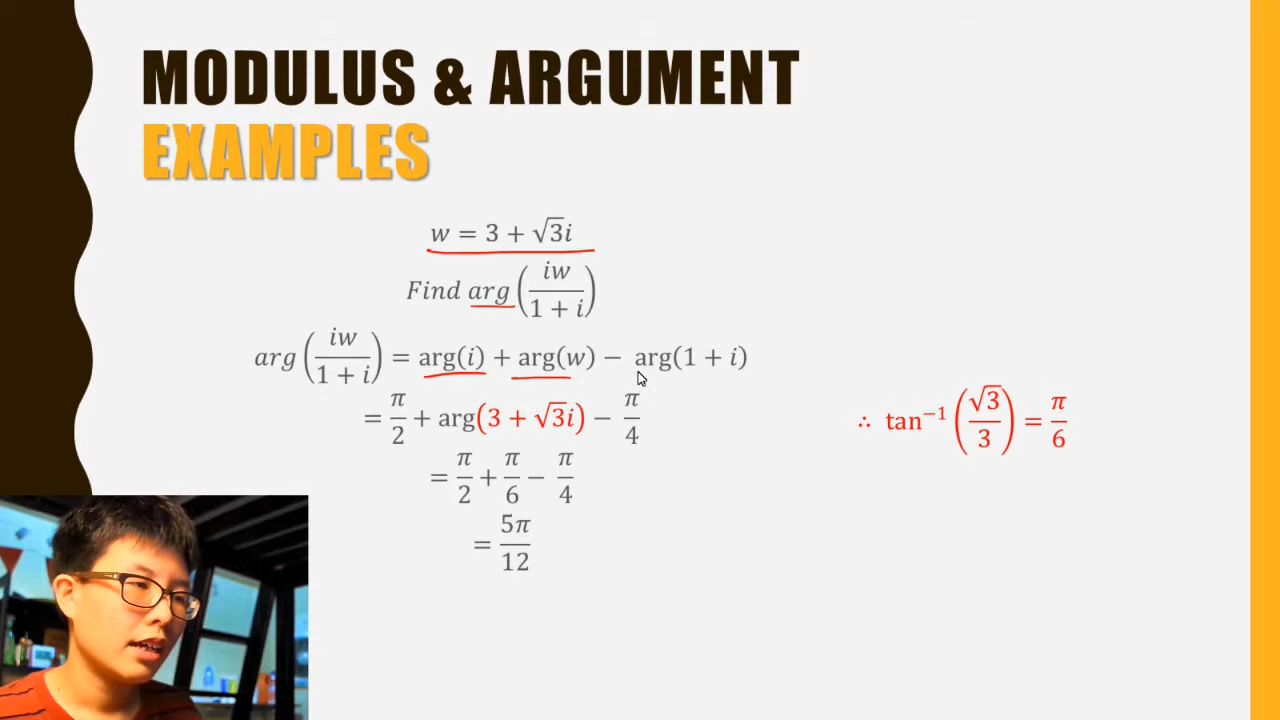 MODULUS & ARGUMENT
EXAMPLES
w = 3 + √3i
Find arg (iw / 1 + i)
arg (iw / 1 + i) = arg(i) + arg(w) − arg(1 + i)
= π/2 + arg(3 + √3i) − π/4
∴ tan⁻¹ (√3/3) = π/6
= π/2 + π/6 − π/4
= 5π/12